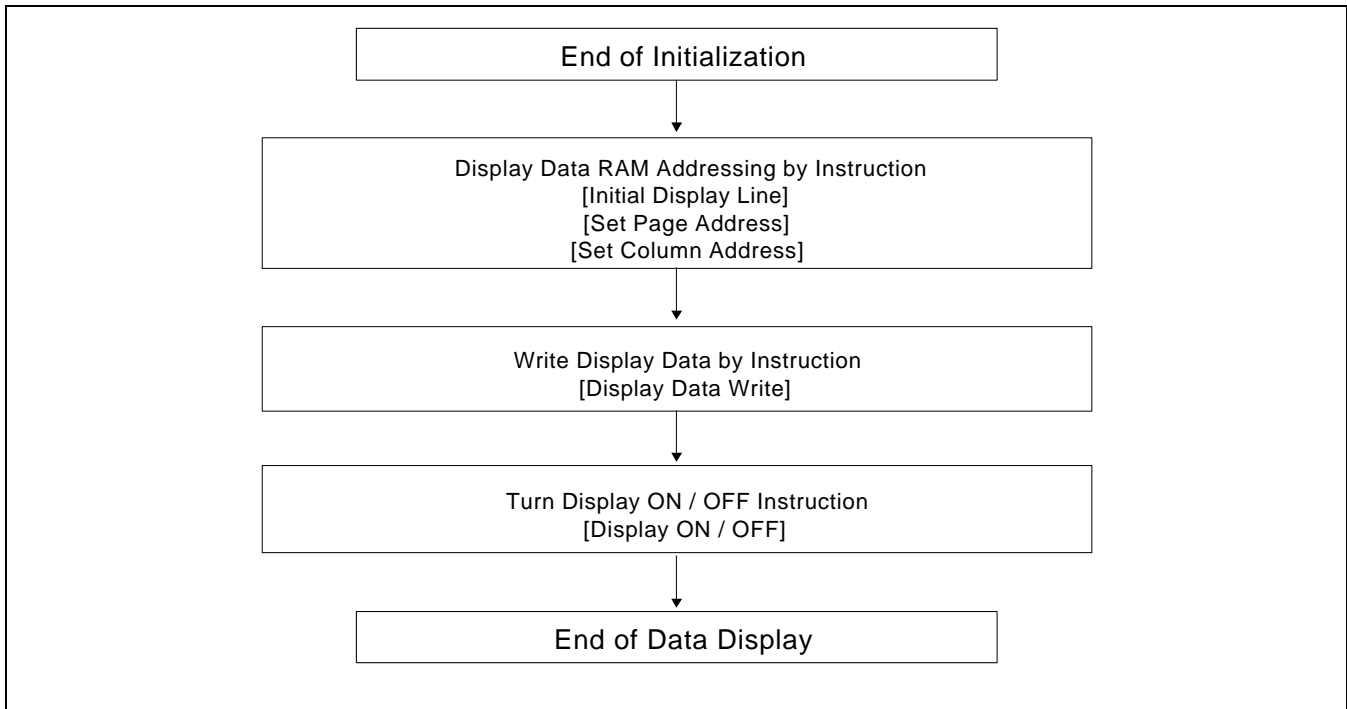 End of Initialization
Display Data RAM Addressing by Instruction
[Initial Display Line]
[Set Page Address]
[Set Column Address]
Write Display Data by Instruction
[Display Data Write]
Turn Display ON / OFF Instruction
[Display ON / OFF]
End of Data Display